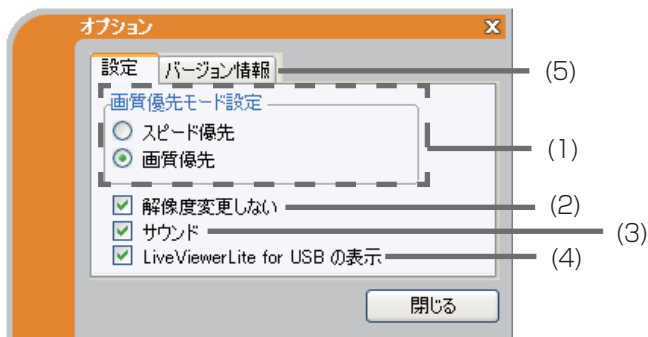 オプション x
設定 バージョン情報 (5)
画質優先モード設定
スピード優先
画質優先 (1)
解像度変更しない (2)
サウンド (3)
LiveViewerLite for USB の表示 (4)
閉じる